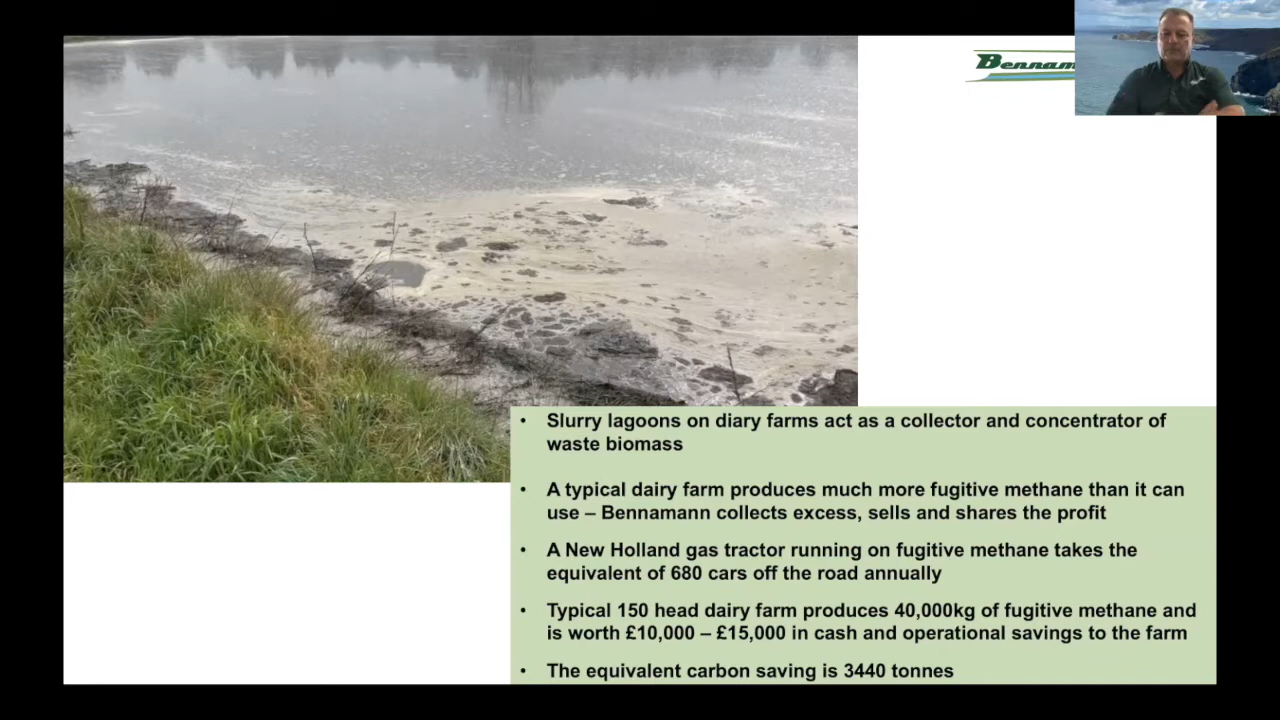 Bennam
• Slurry lagoons on diary farms act as a collector and concentrator of
waste biomass
• A typical dairy farm produces much more fugitive methane than it can
use – Bennamann collects excess, sells and shares the profit
• A New Holland gas tractor running on fugitive methane takes the
equivalent of 680 cars off the road annually
• Typical 150 head dairy farm produces 40,000kg of fugitive methane and
is worth £10,000 – £15,000 in cash and operational savings to the farm
• The equivalent carbon saving is 3440 tonnes